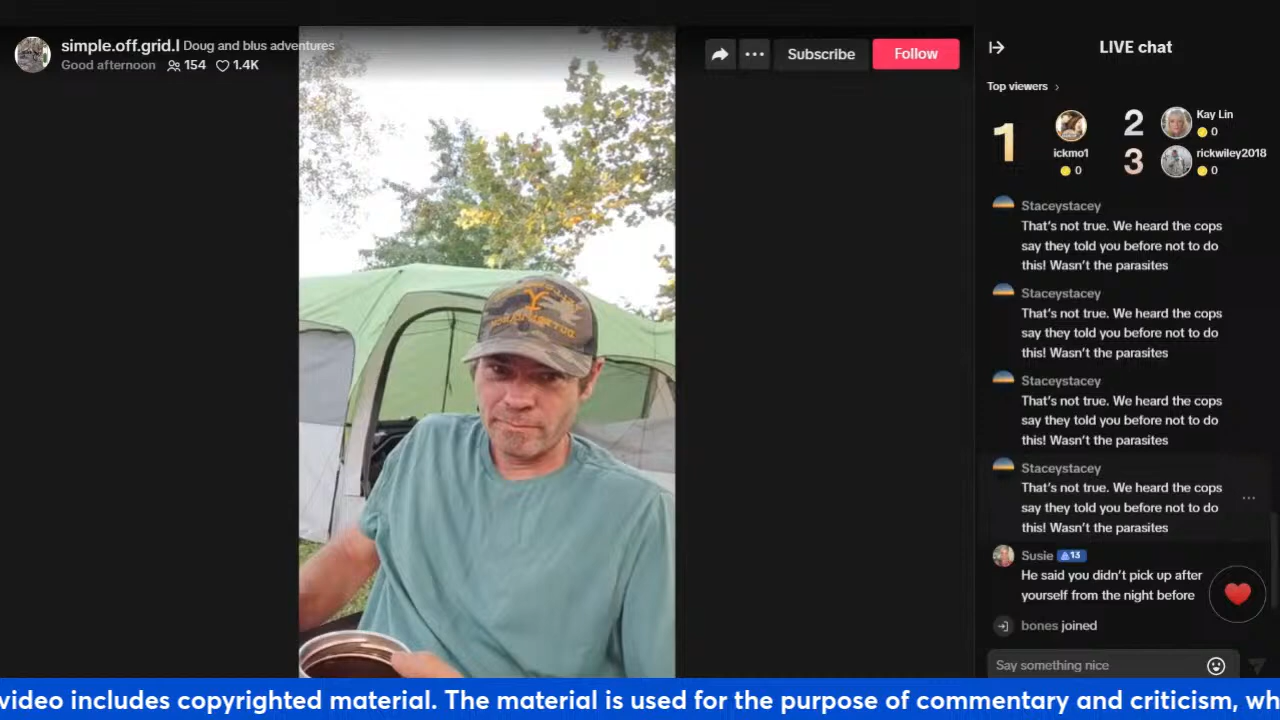 simple.off.grid.l Doug and blus adventures
Good afternoon 154 1.4K
Subscribe
Follow
LIVE chat
Top viewers
1
ickmo1
0
2
Kay Lin
0
3
rickwiley2018
0
Staceystacey
That's not true. We heard the cops
say they told you before not to do
this! Wasn't the parasites
Staceystacey
That's not true. We heard the cops
say they told you before not to do
this! Wasn't the parasites
Staceystacey
That's not true. We heard the cops
say they told you before not to do
this! Wasn't the parasites
Staceystacey
That's not true. We heard the cops
say they told you before not to do
this! Wasn't the parasites
Susie 13
He said you didn't pick up after
yourself from the night before
bones joined
Say something nice
video includes copyrighted material. The material is used for the purpose of commentary and criticism, wh